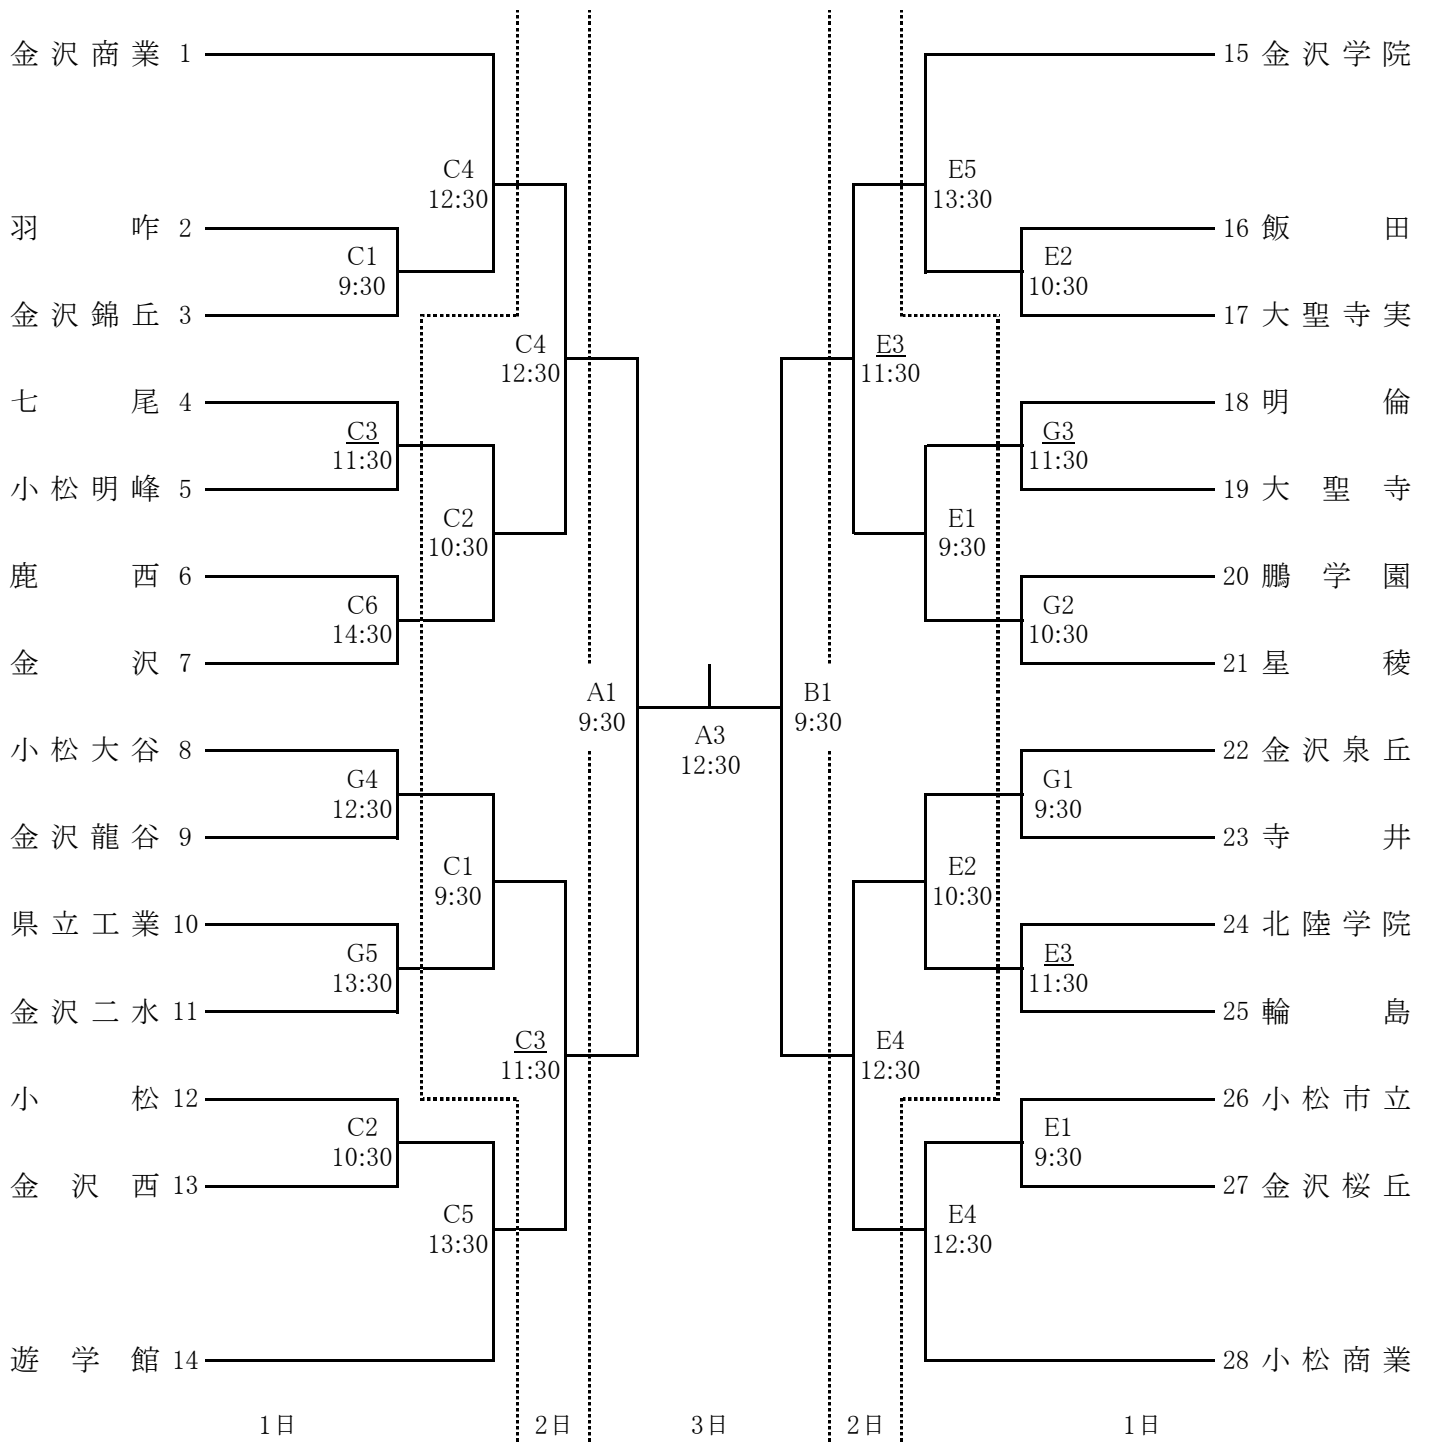 金沢商業 1
C4
12:30
羽咋 2
C1
9:30
金沢錦丘 3
C4
12:30
七尾 4
C3
11:30
小松明峰 5
C2
10:30
鹿西 6
C6
14:30
金沢 7
A1
9:30
小松大谷 8
G4
12:30
金沢龍谷 9
C1
9:30
県立工業 10
G5
13:30
金沢二水 11
C3
11:30
小松 12
C2
10:30
金沢西 13
C5
13:30
遊学館 14
A3
12:30
15 金沢学院
E5
13:30
16 飯田
E2
10:30
17 大聖寺実
E3
11:30
18 明倫
G3
11:30
19 大聖寺
E1
9:30
20 鵬学園
G2
10:30
21 星稜
B1
9:30
22 金沢泉丘
G1
9:30
23 寺井
E2
10:30
24 北陸学院
E3
11:30
25 輪島
E4
12:30
26 小松市立
E1
9:30
27 金沢桜丘
E4
12:30
28 小松商業
1日 2日 3日 2日 1日